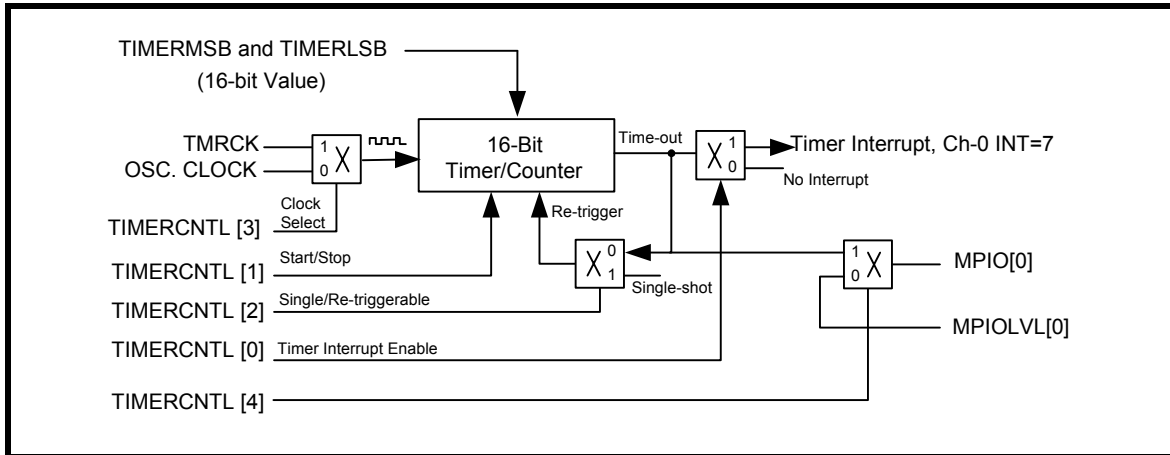 TIMERMSB and TIMERLSB
(16-bit Value)
TMRCK
OSC. CLOCK
1
0
X
16-Bit
Timer/Counter
Time-out
X
1
0
Timer Interrupt, Ch-0 INT=7
No Interrupt
Clock
Select
TIMERCNTL [3]
Re-trigger
Start/Stop
TIMERCNTL [1]
X
0
1
Single-shot
1
0
X
MPIO[0]
TIMERCNTL [2]
Single/Re-triggerable
MPIOLVL[0]
TIMERCNTL [0]
Timer Interrupt Enable
TIMERCNTL [4]